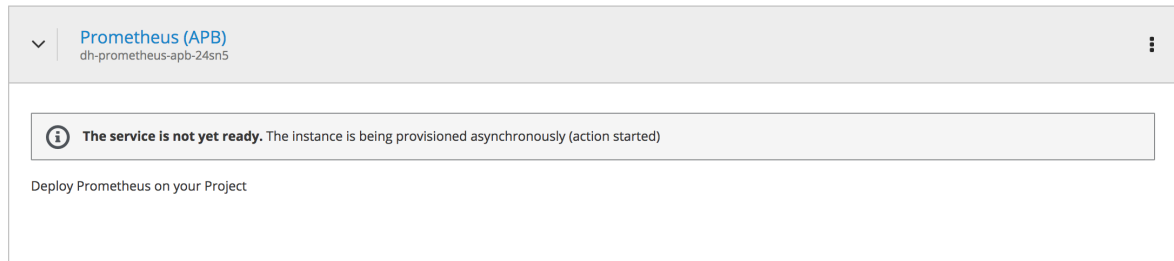 Prometheus (APB)
dh-prometheus-apb-24sn5
The service is not yet ready. The instance is being provisioned asynchronously (action started)
Deploy Prometheus on your Project